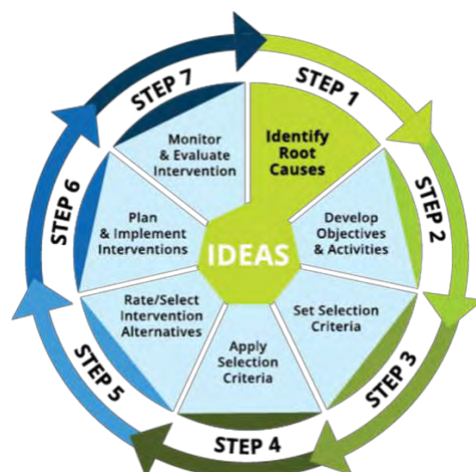 STEP 1
Identify
Root
Causes
STEP 2
Develop
Objectives
& Activities
STEP 3
Set Selection
Criteria
STEP 4
Apply
Selection
Criteria
STEP 5
Rate/Select
Intervention
Alternatives
STEP 6
Plan
& Implement
Interventions
STEP 7
Monitor
& Evaluate
Intervention
IDEAS